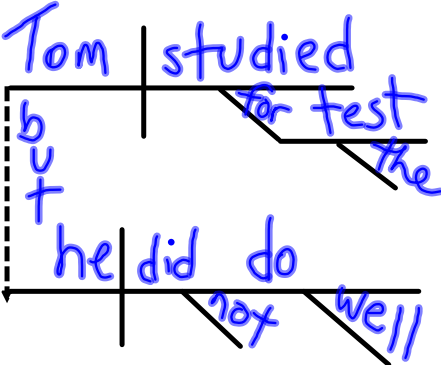 Tom studied
for test
the
but
he did do
not well